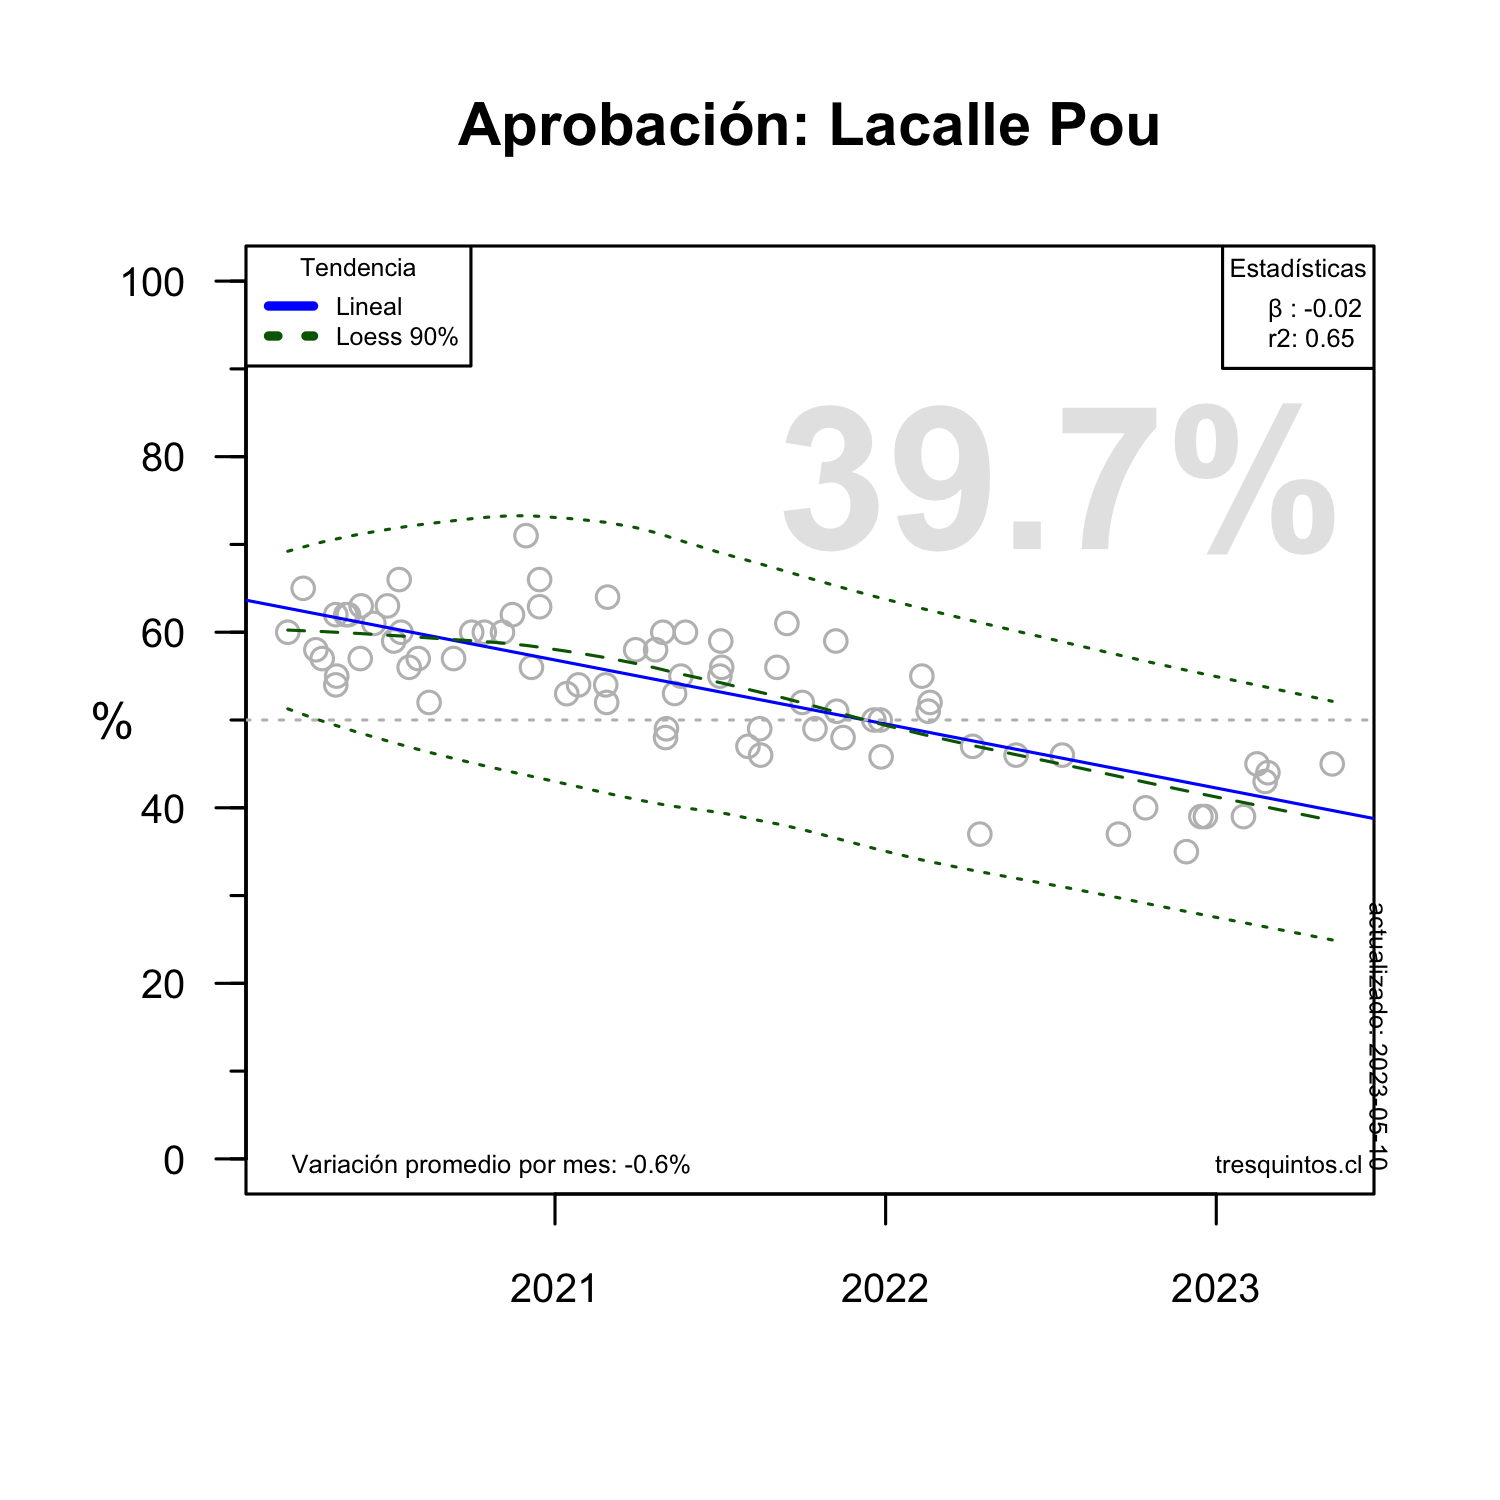 Aprobación: Lacalle Pou
Tendencia
Lineal
Loess 90%
Estadísticas
β : -0.02
r2: 0.65
39.7%
100
80
60
40
20
0
%
actualizado: 2023-05-10
Variación promedio por mes: -0.6%
tresquintos.cl
2021
2022
2023